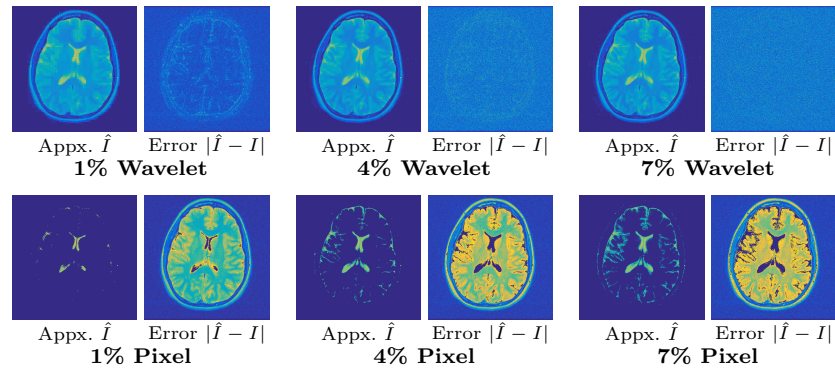 Appx. Î Error |Î − I| Appx. Î Error |Î − I| Appx. Î Error |Î − I|
1% Wavelet 4% Wavelet 7% Wavelet
Appx. Î Error |Î − I| Appx. Î Error |Î − I| Appx. Î Error |Î − I|
1% Pixel 4% Pixel 7% Pixel